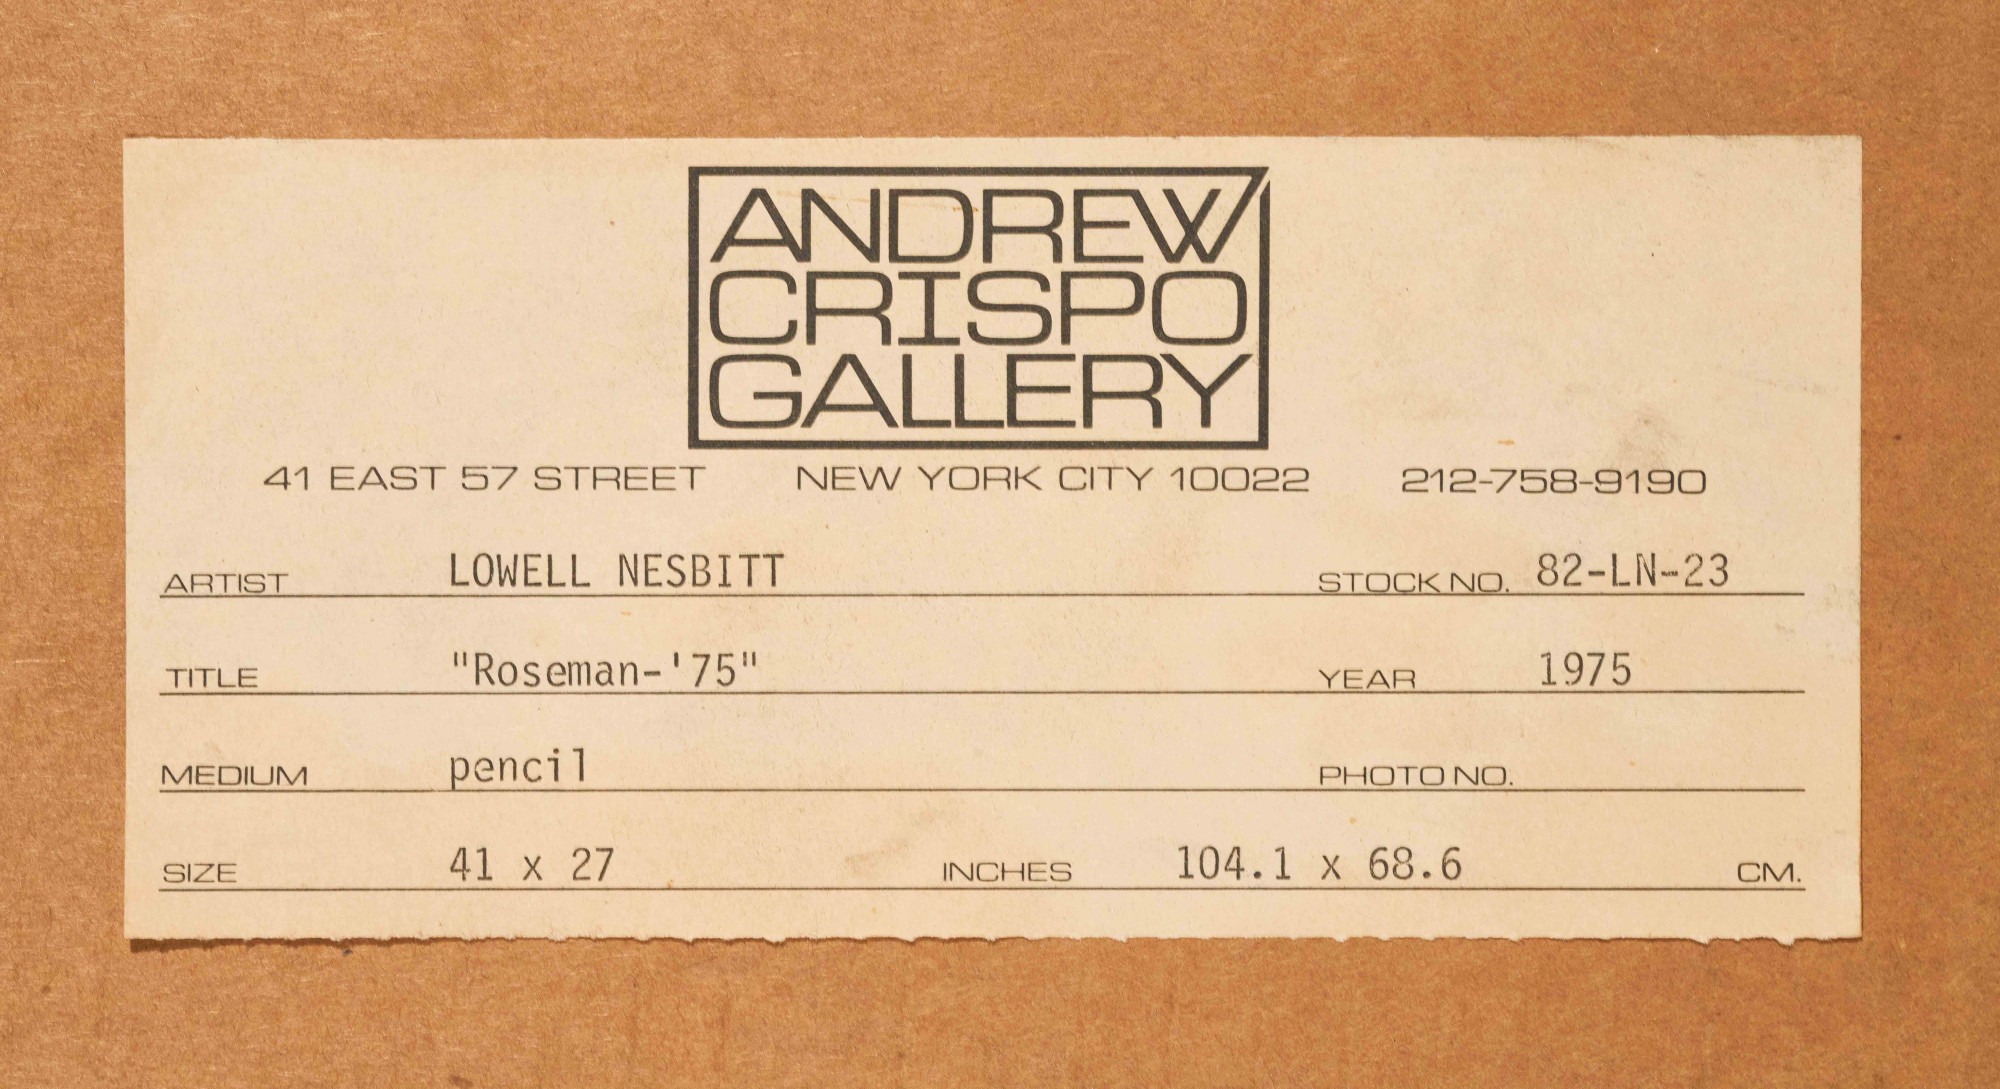 ANDREW
CRISPO
GALLERY
41 EAST 57 STREET NEW YORK CITY 10022 212-758-9190
ARTIST LOWELL NESBITT STOCK NO. 82-LN-23
TITLE "Roseman-'75" YEAR 1975
MEDIUM pencil PHOTO NO.
SIZE 41 x 27 INCHES 104.1 x 68.6 CM.